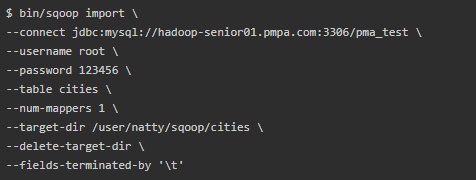 $ bin/sqoop import \
--connect jdbc:mysql://hadoop-senior01.pmpa.com:3306/pma_test \
--username root \
--password 123456 \
--table cities \
--num-mappers 1 \
--target-dir /user/natty/sqoop/cities \
--delete-target-dir \
--fields-terminated-by '\t'